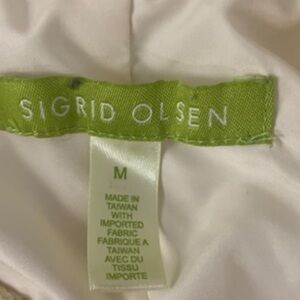 SIGRID OLSEN
M
MADE IN
TAIWAN
WITH
IMPORTED
FABRIC
FABRIQUE A
TAIWAN
AVEC DU
TISSU
IMPORTE